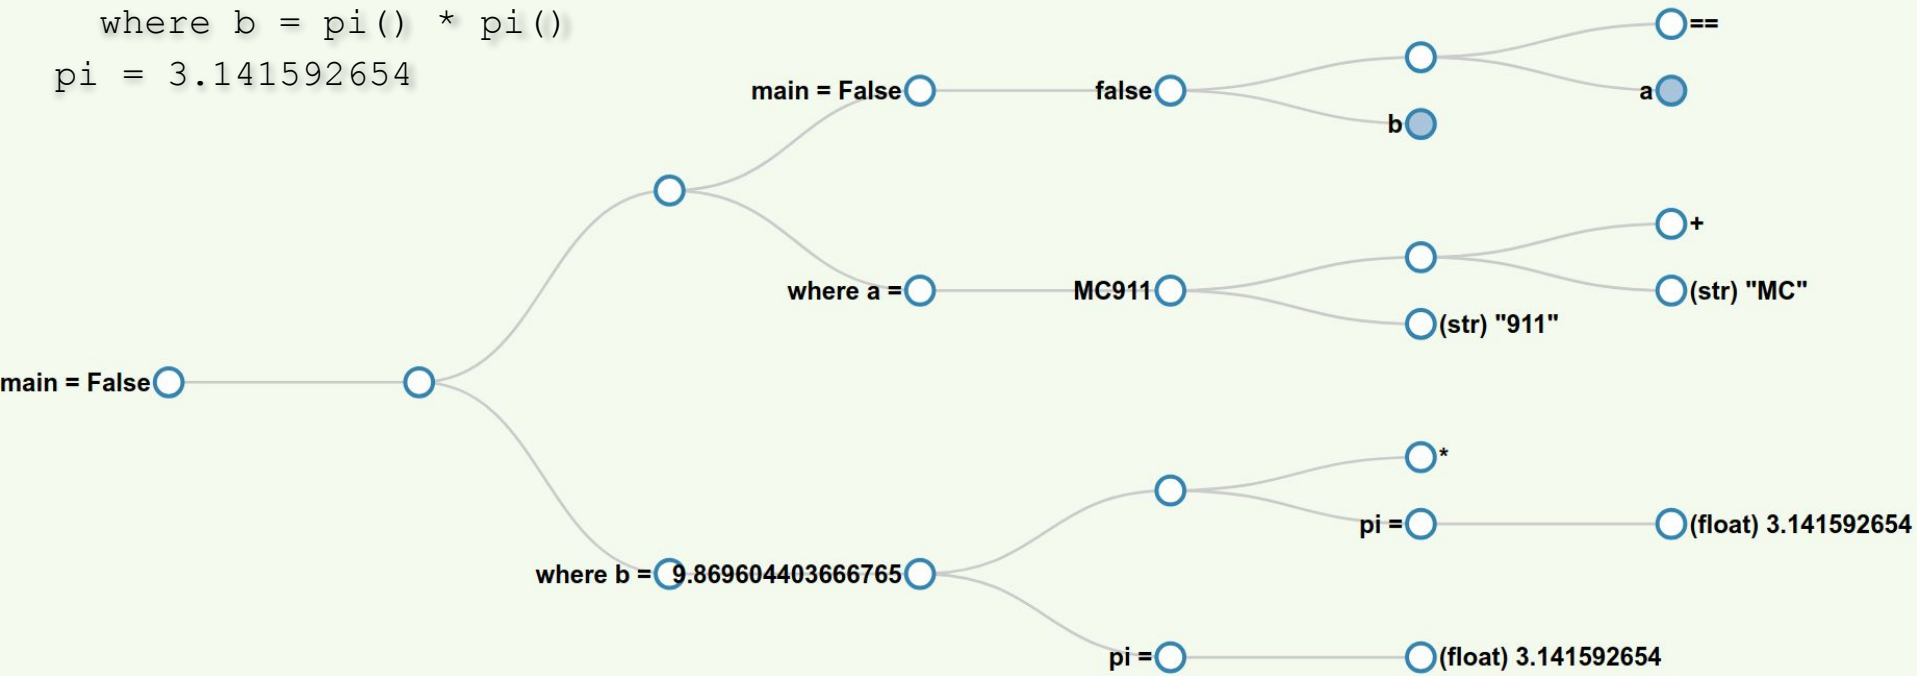 where b = pi() * pi()
pi = 3.141592654
==
main = False
false
a
b
+
where a =
MC911
(str) "MC"
(str) "911"
main = False
*
pi =
(float) 3.141592654
where b =
9.869604403666765
pi =
(float) 3.141592654